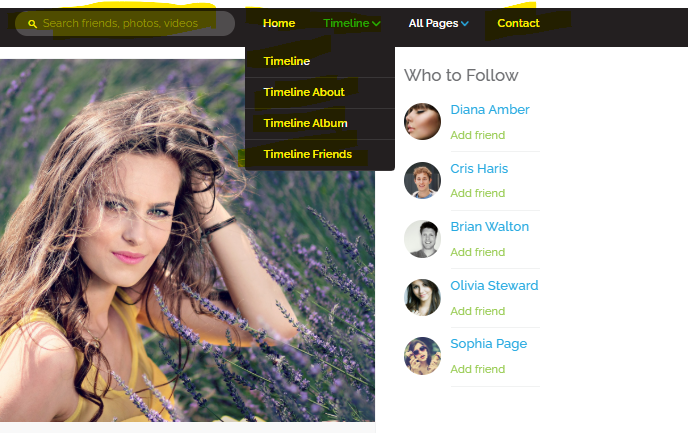 Search friends, photos, videos
Home
Timeline
All Pages
Contact
Timeline
Timeline About
Timeline Album
Timeline Friends
Who to Follow
Diana Amber
Add friend
Cris Haris
Add friend
Brian Walton
Add friend
Olivia Steward
Add friend
Sophia Page
Add friend